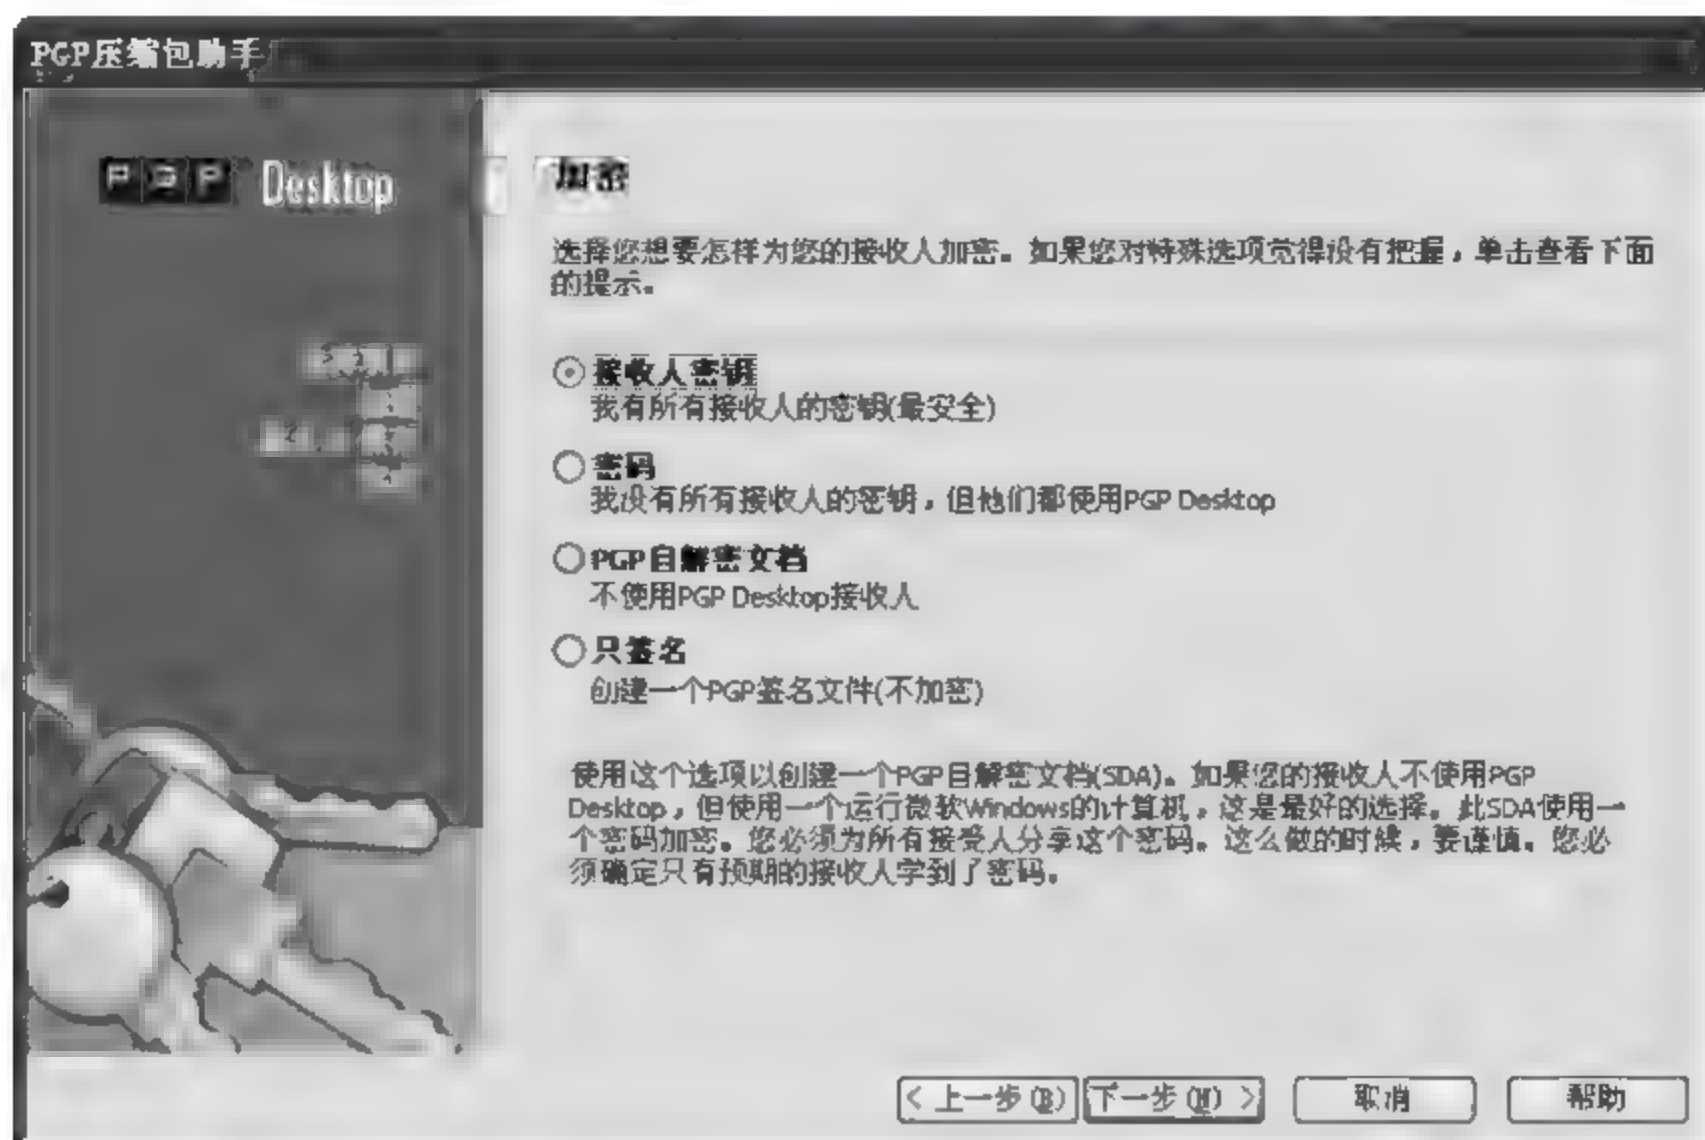 PGP压缩包助手
PGP Desktop
加密
选择您想要怎样为您的接收人加密。如果您对特殊选项觉得没有把握，单击查看下面
的提示。
接收人密钥
我有所有接收人的密钥(最安全)
密码
我没有所有接收人的密钥，但他们都使用PGP Desktop
PGP自解密文档
不使用PGP Desktop接收人
只签名
创建一个PGP签名文件(不加密)
使用这个选项以创建一个PGP自解密文档(SDA)。如果您的接收人不使用PGP
Desktop，但使用一个运行微软Windows的计算机，这是最好的选择。此SDA使用一
个密码加密。您必须为所有接受人分享这个密码。这么做的时候，要谨慎。您必
须确定只有预期的接收人学到了密码。
< 上一步(B) 下一步(N) > 取消 帮助